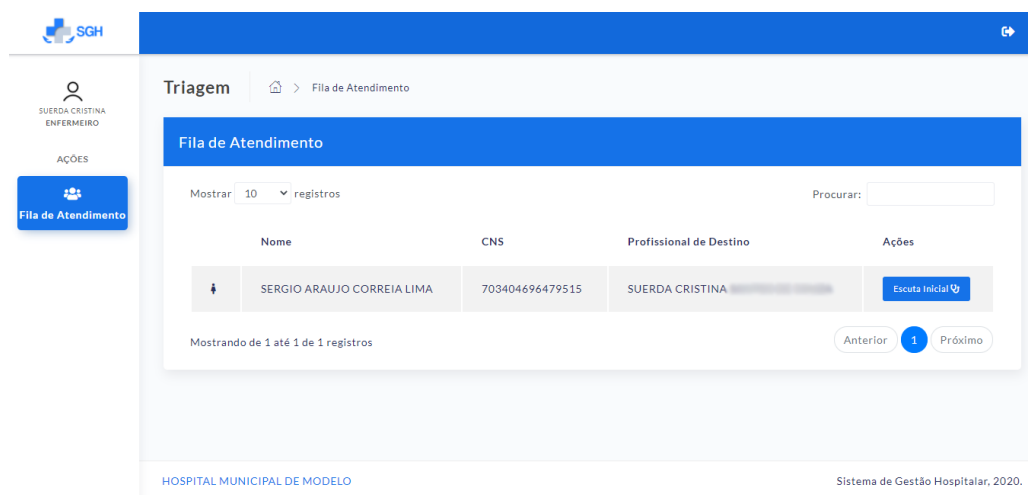 SGH
SUERDA CRISTINA
ENFERMEIRO
AÇÕES
Fila de Atendimento
Triagem > Fila de Atendimento
Fila de Atendimento
Mostrar 10 registros Procurar:
Nome CNS Profissional de Destino Ações
SERGIO ARAUJO CORREIA LIMA 703404696479515 SUERDA CRISTINA Escuta Inicial
Mostrando de 1 até 1 de 1 registros Anterior 1 Próximo
HOSPITAL MUNICIPAL DE MODELO Sistema de Gestão Hospitalar, 2020.